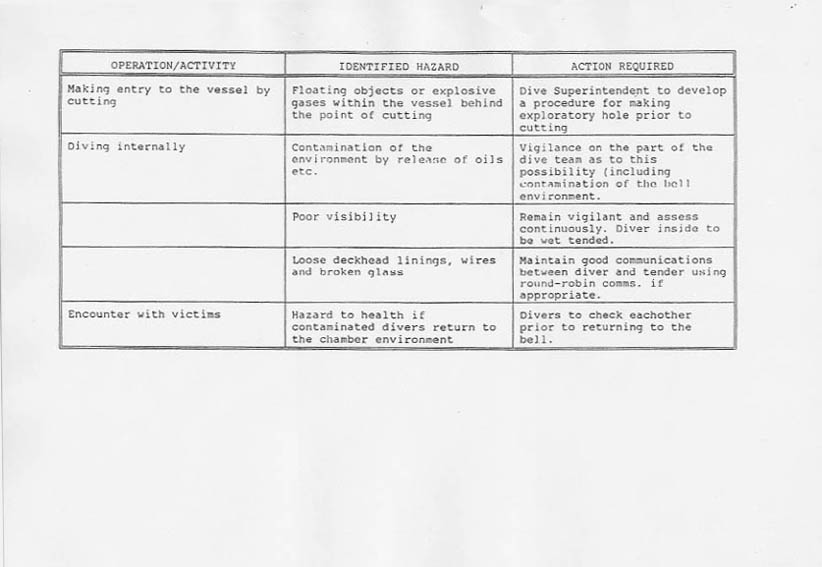 OPERATION/ACTIVITY IDENTIFIED HAZARD ACTION REQUIRED
Making entry to the vessel by
cutting
Floating objects or explosive
gases within the vessel behind
the point of cutting
Dive Superintendent to develop
a procedure for making
exploratory hole prior to
cutting
Diving internally
Contamination of the
environment by release of oils
etc.
Vigilance on the part of the
dive team as to this
possibility (including
contamination of the bell
environment.
Poor visibility
Remain vigilant and assess
continuously. Diver inside to
be wet tended.
Loose deckhead linings, wires
and broken glass
Maintain good communications
between diver and tender using
round-robin comms. if
appropriate.
Encounter with victims
Hazard to health if
contaminated divers return to
the chamber environment
Divers to check eachother
prior to returning to the
bell.